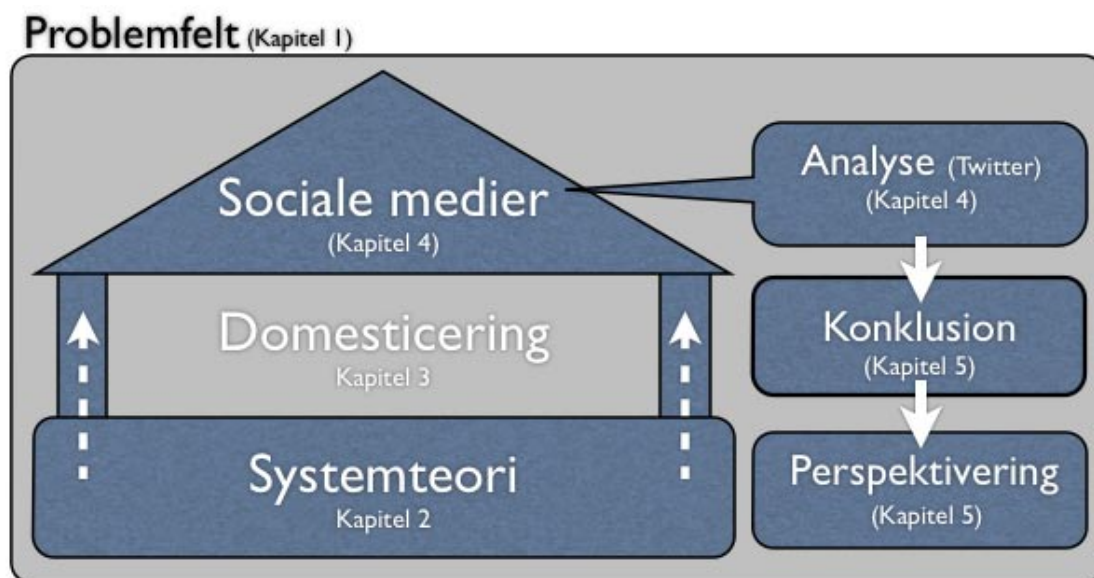 Problemfelt (Kapitel 1)
Sociale medier
(Kapitel 4)
Domesticering
Kapitel 3
Systemteori
Kapitel 2
Analyse (Twitter)
(Kapitel 4)
Konklusion
(Kapitel 5)
Perspektivering
(Kapitel 5)